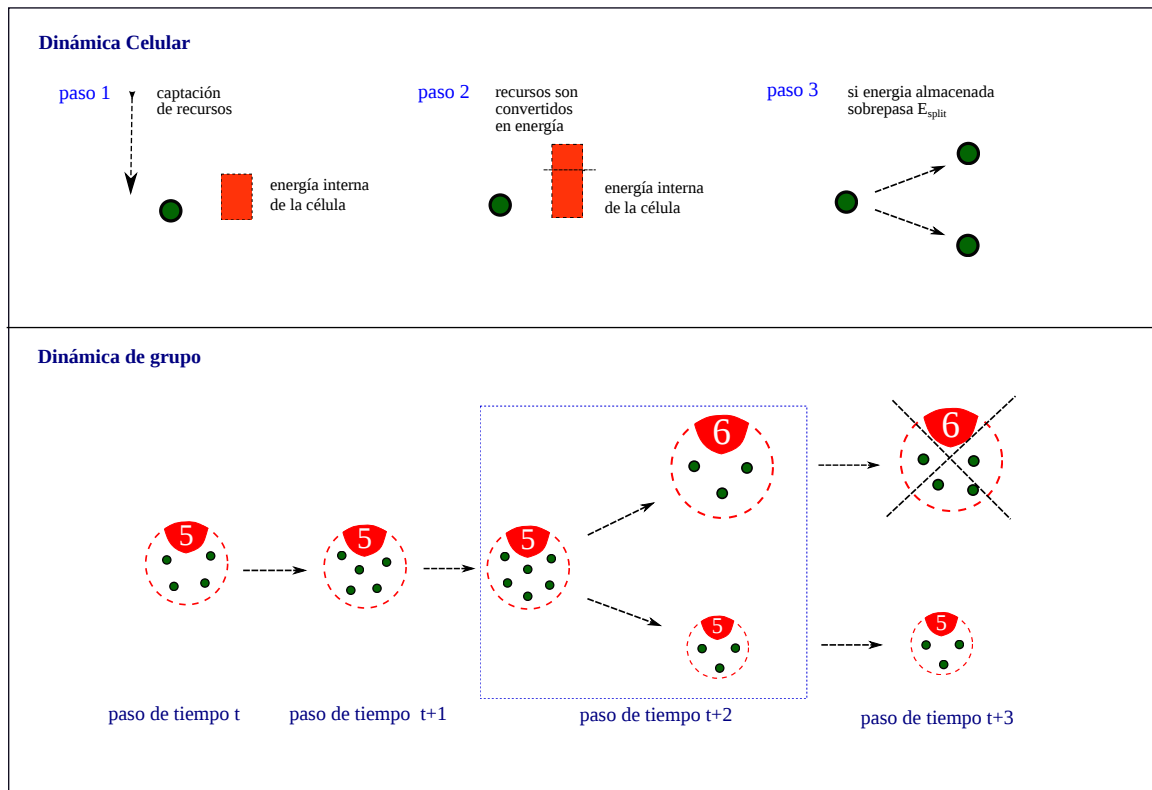 Dinámica Celular
paso 1
captación
de recursos
energía interna
de la célula
paso 2
recursos son
convertidos
en energía
energía interna
de la célula
paso 3
si energia almacenada
sobrepasa E_split
Dinámica de grupo
5
5
5
6
5
6
5
paso de tiempo t
paso de tiempo t+1
paso de tiempo t+2
paso de tiempo t+3